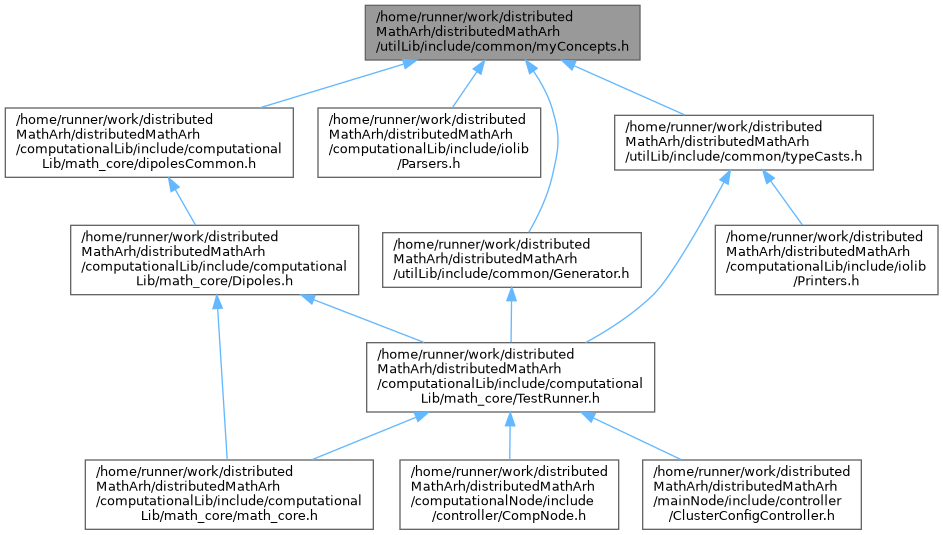 /home/runner/work/distributed
MathArh/distributedMathArh
/utilLib/include/common/myConcepts.h
/home/runner/work/distributed
MathArh/distributedMathArh
/computationalLib/include/computational
Lib/math_core/dipolesCommon.h
/home/runner/work/distributed
MathArh/distributedMathArh
/computationalLib/include/iolib
/Parsers.h
/home/runner/work/distributed
MathArh/distributedMathArh
/utilLib/include/common/typeCasts.h
/home/runner/work/distributed
MathArh/distributedMathArh
/computationalLib/include/computational
Lib/math_core/Dipoles.h
/home/runner/work/distributed
MathArh/distributedMathArh
/utilLib/include/common/Generator.h
/home/runner/work/distributed
MathArh/distributedMathArh
/computationalLib/include/iolib
/Printers.h
/home/runner/work/distributed
MathArh/distributedMathArh
/computationalLib/include/computational
Lib/math_core/TestRunner.h
/home/runner/work/distributed
MathArh/distributedMathArh
/computationalLib/include/computational
Lib/math_core/math_core.h
/home/runner/work/distributed
MathArh/distributedMathArh
/computationalNode/include
/controller/CompNode.h
/home/runner/work/distributed
MathArh/distributedMathArh
/mainNode/include/controller
/ClusterConfigController.h